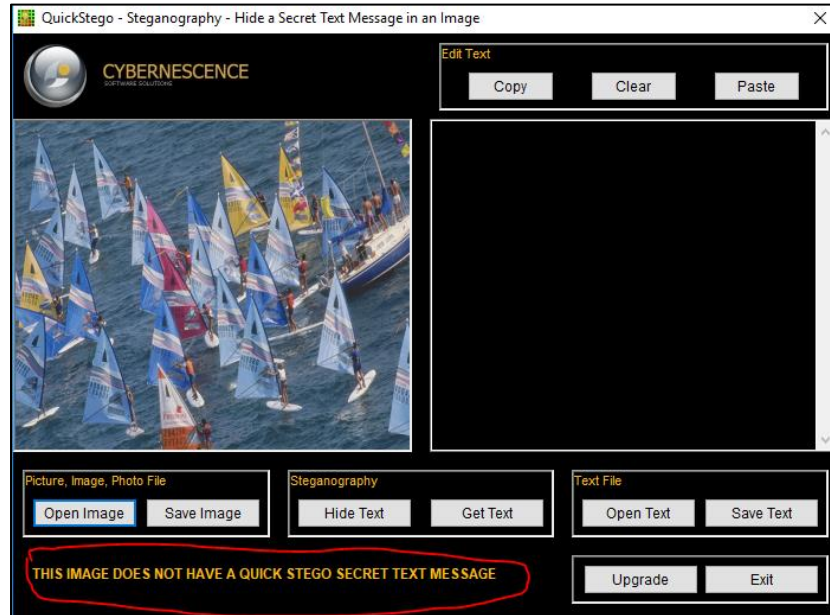 QuickStego - Steganography - Hide a Secret Text Message in an Image
CYBERNESCENCE
SOFTWARE SOLUTIONS
Edit Text
Copy Clear Paste
Picture, Image, Photo File
Open Image Save Image
Steganography
Hide Text Get Text
Text File
Open Text Save Text
THIS IMAGE DOES NOT HAVE A QUICK STEGO SECRET TEXT MESSAGE
Upgrade Exit